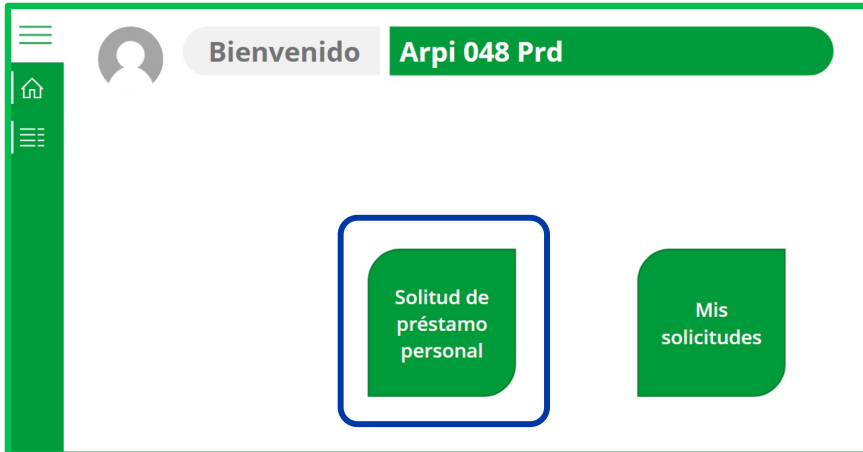 Bienvenido Arpi 048 Prd
Solitud de
préstamo
personal
Mis
solicitudes